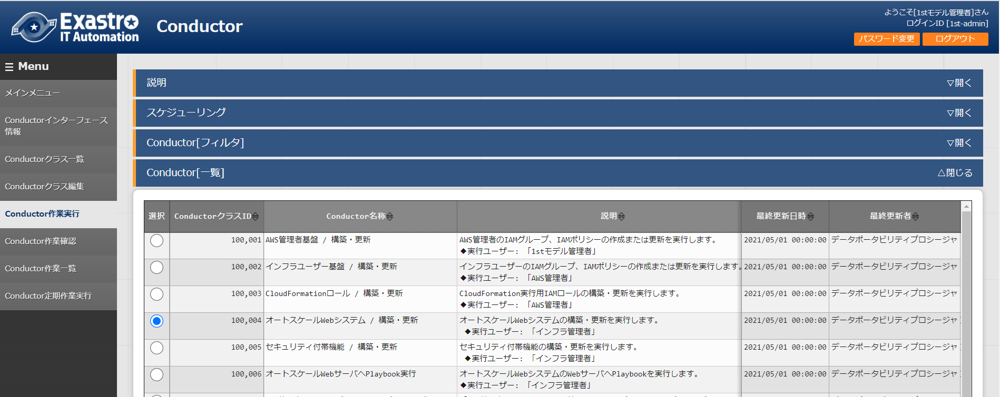 Exastro
IT Automation
Conductor
ようこそ[1stモデル管理者]さん
ログインID [1st-admin]
パスワード変更
ログアウト
Menu
メインメニュー
Conductorインターフェース
情報
Conductorクラス一覧
Conductorクラス編集
Conductor作業実行
Conductor作業確認
Conductor作業一覧
Conductor定期作業実行
説明
▽開く
スケジューリング
▽開く
Conductor[フィルタ]
▽開く
Conductor[一覧]
△閉じる
選択 ConductorクラスID Conductor名称 説明 最終更新日時 最終更新者
100,001 AWS管理者基盤 / 構築・更新 AWS管理者のIAMグループ、IAMポリシーの作成または更新を実行します。 2021/05/01 00:00:00 データポータビリティプロシージャ
◆実行ユーザー: 「1stモデル管理者」
100,002 インフラユーザー基盤 / 構築・更新 インフラユーザーのIAMグループ、IAMポリシーの作成または更新を実行します。 2021/05/01 00:00:00 データポータビリティプロシージャ
◆実行ユーザー: 「AWS管理者」
100,003 CloudFormationロール / 構築・更新 CloudFormation実行用IAMロールの構築・更新を実行します。 2021/05/01 00:00:00 データポータビリティプロシージャ
◆実行ユーザー: 「AWS管理者」
100,004 オートスケールWebシステム / 構築・更新 オートスケールWebシステムの構築・更新を実行します。 2021/05/01 00:00:00 データポータビリティプロシージャ
◆実行ユーザー: 「インフラ管理者」
100,005 セキュリティ付帯機能 / 構築・更新 セキュリティ付帯機能の構築・更新を実行します。 2021/05/01 00:00:00 データポータビリティプロシージャ
◆実行ユーザー: 「インフラ管理者」
100,006 オートスケールWebサーバへPlaybook実行 オートスケールWebシステムのWebサーバへPlaybookを実行します。 2021/05/01 00:00:00 データポータビリティプロシージャ
◆実行ユーザー: 「インフラ管理者」